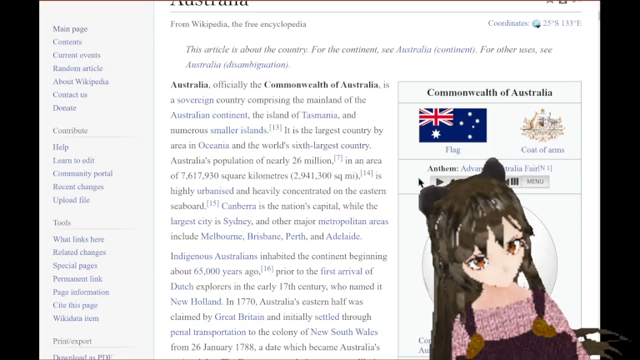 Australia
From Wikipedia, the free encyclopedia
Coordinates: 25°S 133°E
This article is about the country. For the continent, see Australia (continent). For other uses, see
Australia (disambiguation).
Main page
Contents
Current events
Random article
About Wikipedia
Contact us
Donate
Contribute
Help
Learn to edit
Community portal
Recent changes
Upload file
Tools
What links here
Related changes
Special pages
Permanent link
Page information
Cite this page
Wikidata item
Print/export
Download as PDF
Australia, officially the Commonwealth of Australia, is
a sovereign country comprising the mainland of the
Australian continent, the island of Tasmania, and
numerous smaller islands.[13] It is the largest country by
area in Oceania and the world's sixth-largest country.
Australia's population of nearly 26 million,[7] in an area
of 7,617,930 square kilometres (2,941,300 sq mi),[14] is
highly urbanised and heavily concentrated on the eastern
seaboard.[15] Canberra is the nation's capital, while the
largest city is Sydney, and other major metropolitan areas
include Melbourne, Brisbane, Perth, and Adelaide.
Indigenous Australians inhabited the continent beginning
about 65,000 years ago,[16] prior to the first arrival of
Dutch explorers in the early 17th century, who named it
New Holland. In 1770, Australia's eastern half was
claimed by Great Britain and initially settled through
penal transportation to the colony of New South Wales
from 26 January 1788, a date which became Australia's
Commonwealth of Australia
Flag
Coat of arms
Anthem: Fair[N 1]
MENU